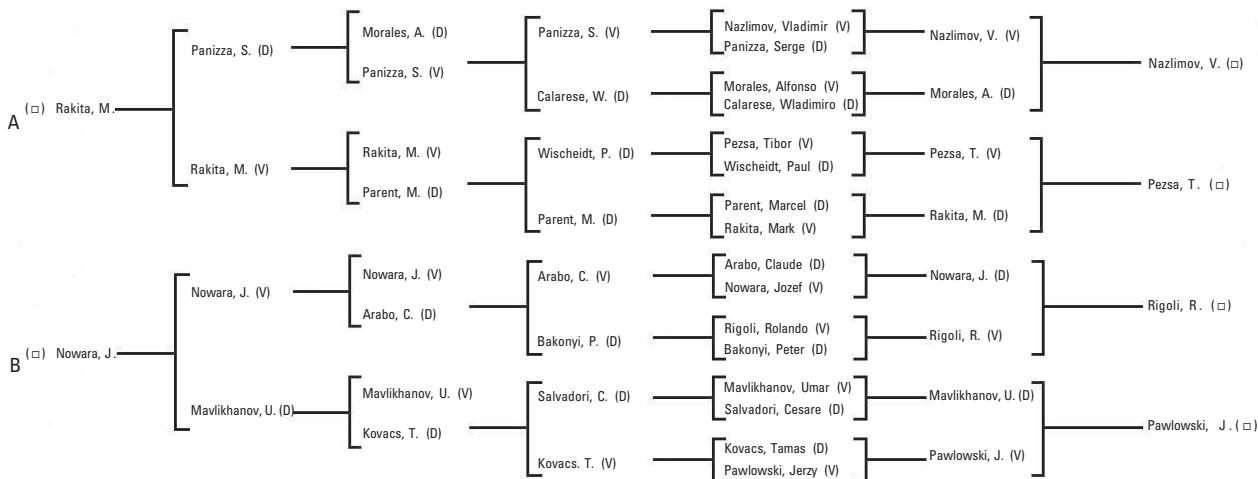 Morales, A. (D)
Panizza, S. (V)
Nazlimov, Vladimir (V)
Panizza, Serge (D)
Nazlimov, V. (V)
Panizza, S. (D)
Panizza, S. (V)
Nazlimov, V. (□)
Calarese, W. (D)
Morales, Alfonso (V)
Calarese, Wladimiro (D)
Morales, A. (D)
A
(□) Rakita, M.
Rakita, M. (V)
Rakita, M. (V)
Parent, M. (D)
Wischeidt, P. (D)
Pezsa, Tibor (V)
Wischeidt, Paul (D)
Pezsa, T. (V)
Pezsa, T. (□)
Parent, M. (D)
Parent, Marcel (D)
Rakita, Mark (V)
Rakita, M. (D)
Nowara, J. (V)
Nowara, J. (V)
Arabo, C. (D)
Arabo, C. (V)
Arabo, Claude (D)
Nowara, Jozef (V)
Nowara, J. (D)
Rigoli, R. (□)
Bakonyi, P. (D)
Rigoli, Rolando (V)
Bakonyi, Peter (D)
Rigoli, R. (V)
B
(□) Nowara, J.
Mavlikhanov, U. (D)
Mavlikhanov, U. (V)
Kovacs, T. (D)
Salvadori, C. (D)
Mavlikhanov, Umar (V)
Salvadori, Cesare (D)
Mavlikhanov, U. (D)
Pawlowski, J. (□)
Kovacs. T. (V)
Kovacs, Tamas (D)
Pawlowski, Jerzy (V)
Pawlowski, J. (V)